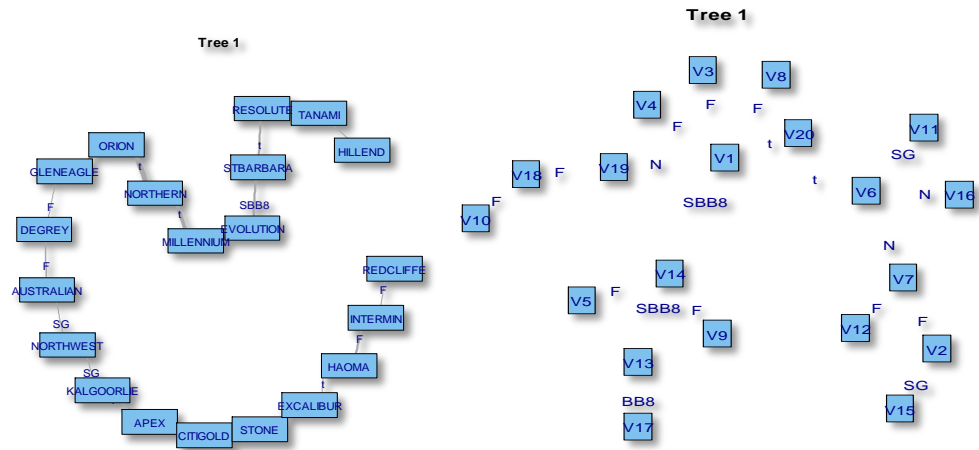 Tree 1
RESOLUTE
TANAMI
t
HILLEND
ORION
t
GLENEAGLE
NORTHERN
t
STBARBARA
SBB8
F
DEGREY
MILLENNIUM
EVOLUTION
F
AUSTRALIAN
SG
NORTHWEST
SG
KALGOORLIE
APEX
CITIGOLD
STONE
EXCALIBUR
t
HAOMA
F
INTERMIN
F
REDCLIFFE
Tree 1
V3
V8
V4
F
F
F
V20
t
V11
SG
V18
F
V19
N
V1
t
V6
N
V16
F
V10
SBB8
N
V14
V7
V5
F
SBB8
F
V9
V12
F
F
V2
V13
SG
BB8
V15
V17